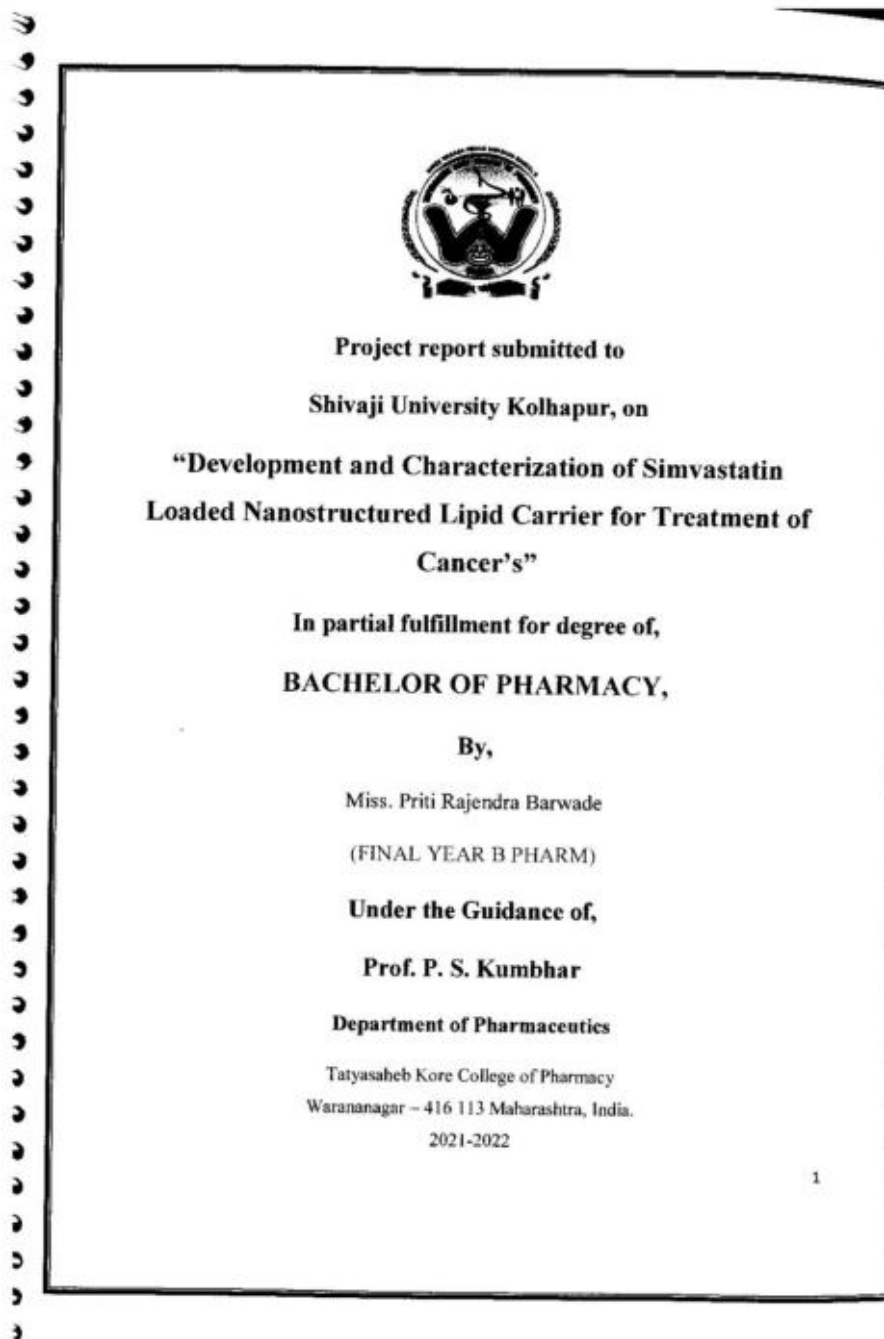 Project report submitted to
Shivaji University Kolhapur, on
“Development and Characterization of Simvastatin
Loaded Nanostructured Lipid Carrier for Treatment of
Cancer’s”
In partial fulfillment for degree of,
BACHELOR OF PHARMACY,
By,
Miss. Priti Rajendra Barwade
(FINAL YEAR B PHARM)
Under the Guidance of,
Prof. P. S. Kumbhar
Department of Pharmaceutics
Tatyasaheb Kore College of Pharmacy
Warananagar – 416 113 Maharashtra, India.
2021-2022
1